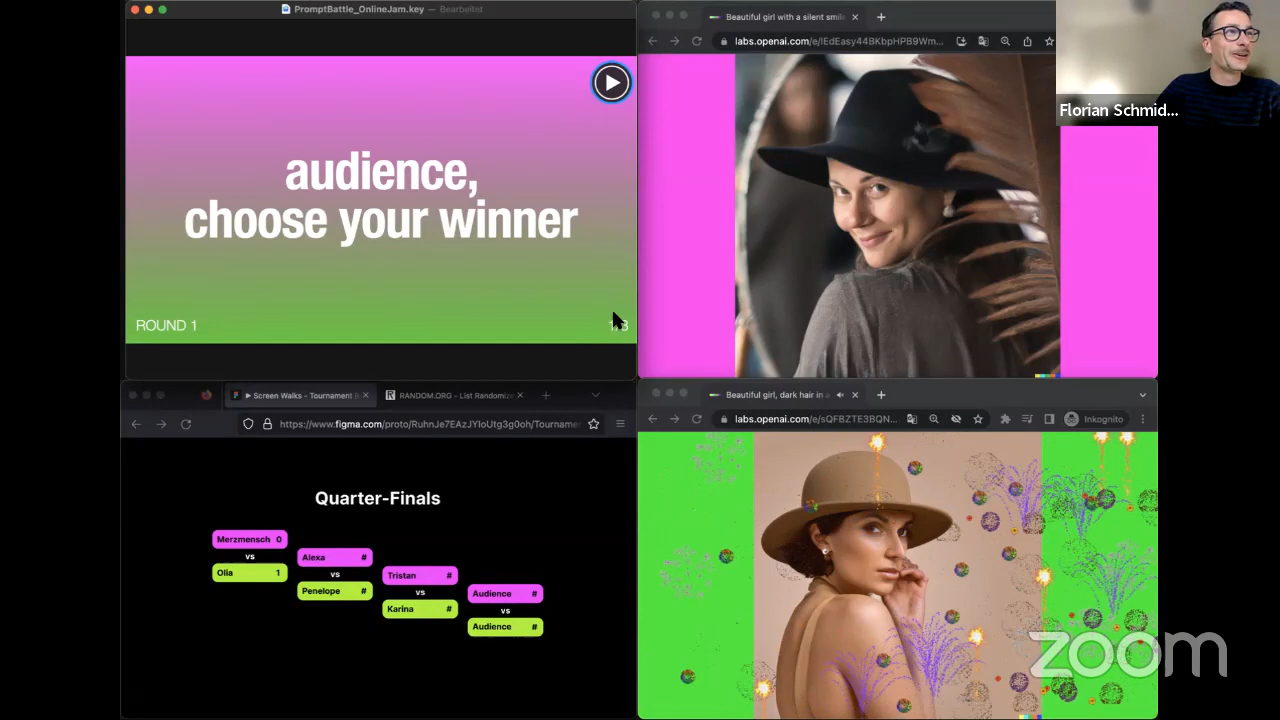 PromptBattle_OnlineJam.key — Bearbeitet
audience,
choose your winner
ROUND 1
Beautiful girl with a silent smile
labs.openai.com/e/lEdEasy44BKbpHPB9Wm...
Florian Schmid...
Screen Walks - Tournament
RANDOM.ORG - List Randomize
https://www.figma.com/proto/RuhnJe7EAzJYIoUtg3g0oh/Tourname
Quarter-Finals
Merzmensch 0
vs
Olia 1
Alexa #
vs
Penelope #
Tristan #
vs
Karina #
Audience #
vs
Audience #
Beautiful girl, dark hair in
labs.openai.com/e/sQFBZTE3BQN...
Inkognito
zoom